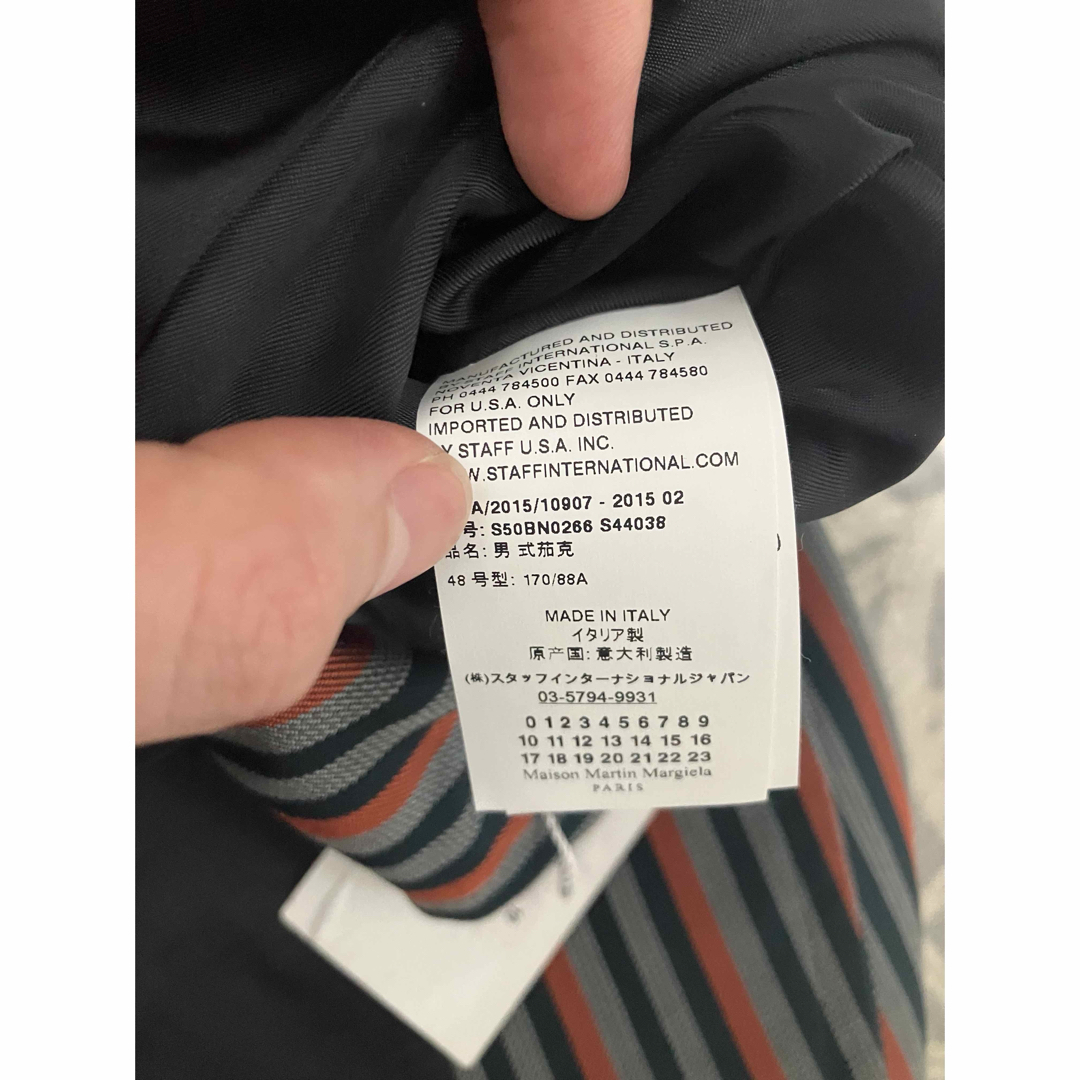 MANUFACTURED AND DISTRIBUTED
STAFF INTERNATIONAL S.P.A.
NOVENTA VICENTINA - ITALY
PH 0444 784500 FAX 0444 784580
FOR U.S.A. ONLY
IMPORTED AND DISTRIBUTED
Y STAFF U.S.A. INC.
W.STAFFINTERNATIONAL.COM
A/2015/10907 - 2015 02
号: S50BN0266 S44038
品名: 男 式茄克
48 号型: 170/88A
MADE IN ITALY
イタリア製
原产国: 意大利製造
(株)スタッフインターナショナルジャパン
03-5794-9931
0 1 2 3 4 5 6 7 8 9
10 11 12 13 14 15 16
17 18 19 20 21 22 23
Maison Martin Margiela
PARIS